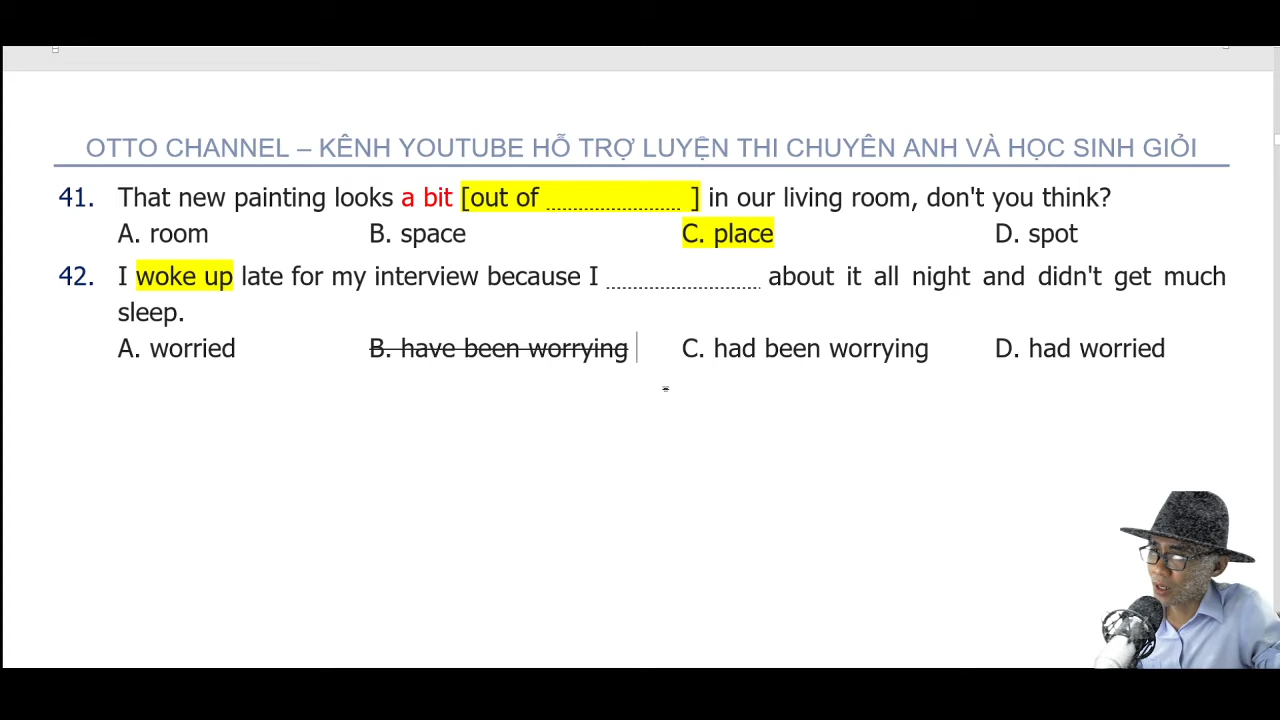 OTTO CHANNEL – KÊNH YOUTUBE HỖ TRỢ LUYỆN THI CHUYÊN ANH VÀ HỌC SINH GIỎI
41. That new painting looks a bit [out of .................... ] in our living room, don't you think?
A. room B. space C. place D. spot
42. I woke up late for my interview because I ........................ about it all night and didn't get much
sleep.
A. worried B. have been worrying C. had been worrying D. had worried